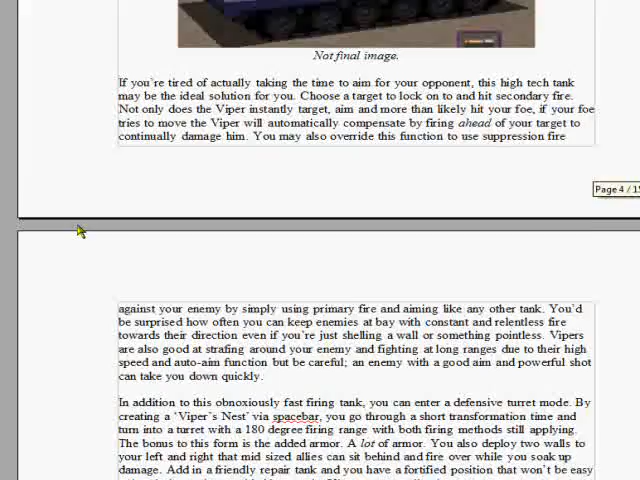 Not final image.
If you're tired of actually taking the time to aim for your opponent, this high tech tank
may be the ideal solution for you. Choose a target to lock on to and hit secondary fire.
Not only does the Viper instantly target, aim and more than likely hit your foe, if your foe
tries to move the Viper will automatically compensate by firing ahead of your target to
continually damage him. You may also override this function to use suppression fire
Page 4 / 15
against your enemy by simply using primary fire and aiming like any other tank. You'd
be surprised how often you can keep enemies at bay with constant and relentless fire
towards their direction even if you're just shelling a wall or something pointless. Vipers
are also good at strafing around your enemy and fighting at long ranges due to their high
speed and auto-aim function but be careful; an enemy with a good aim and powerful shot
can take you down quickly.
In addition to this obnoxiously fast firing tank, you can enter a defensive turret mode. By
creating a 'Viper's Nest' via spacebar, you go through a short transformation time and
turn into a turret with a 180 degree firing range with both firing methods still applying.
The bonus to this form is the added armor. A lot of armor. You also deploy two walls to
your left and right that mid sized allies can sit behind and fire over while you soak up
damage. Add in a friendly repair tank and you have a fortified position that won't be easy